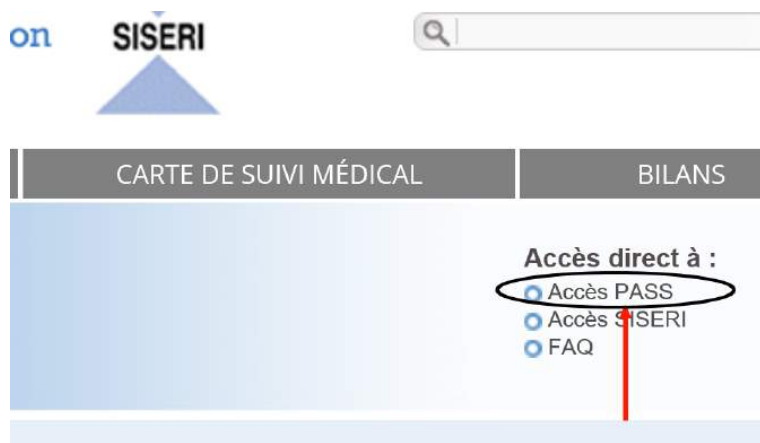 on
SISERI
CARTE DE SUIVI MÉDICAL
BILANS
Accès direct à :
Accès PASS
Accès SISERI
FAQ